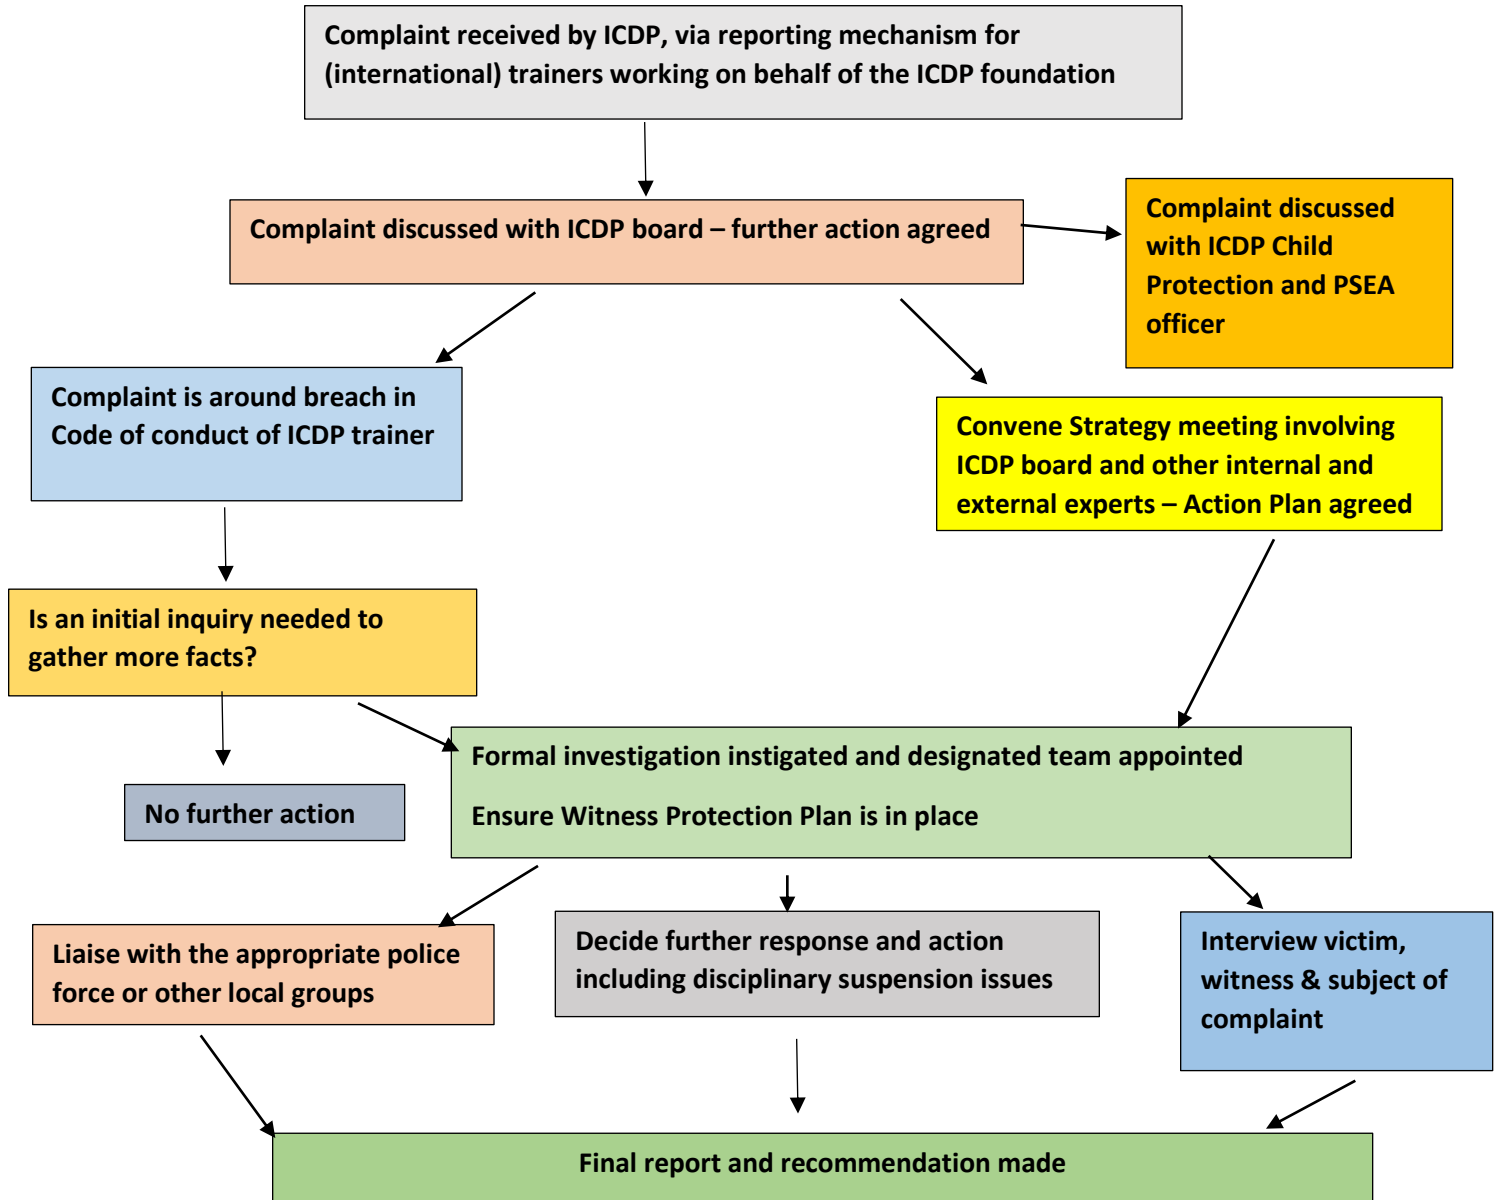 Complaint received by ICDP, via reporting mechanism for
(international) trainers working on behalf of the ICDP foundation
Complaint discussed with ICDP board – further action agreed
Complaint discussed
with ICDP Child
Protection and PSEA
officer
Complaint is around breach in
Code of conduct of ICDP trainer
Convene Strategy meeting involving
ICDP board and other internal and
external experts – Action Plan agreed
Is an initial inquiry needed to
gather more facts?
Formal investigation instigated and designated team appointed
Ensure Witness Protection Plan is in place
No further action
Liaise with the appropriate police
force or other local groups
Decide further response and action
including disciplinary suspension issues
Interview victim,
witness & subject of
complaint
Final report and recommendation made